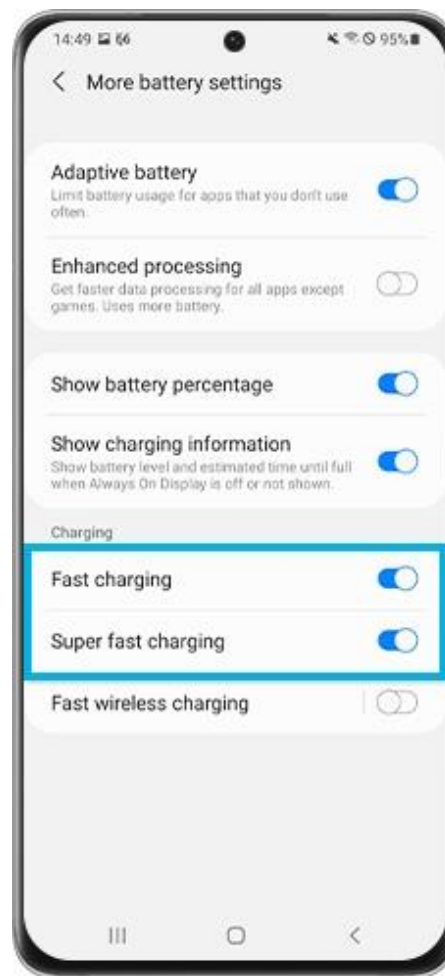 14:49
95%
More battery settings
Adaptive battery
Limit battery usage for apps that you don't use
often.
Enhanced processing
Get faster data processing for all apps except
games. Uses more battery.
Show battery percentage
Show charging information
Show battery level and estimated time until full
when Always On Display is off or not shown.
Charging
Fast charging
Super fast charging
Fast wireless charging